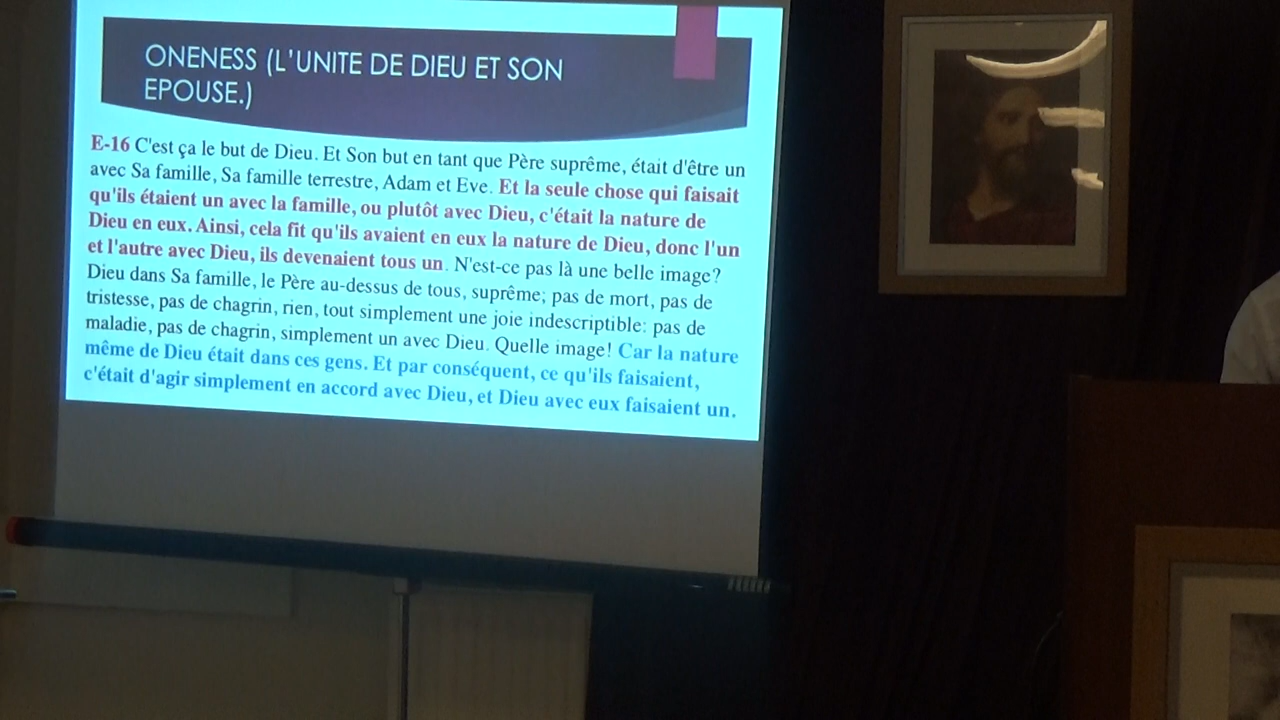 ONENESS (L'UNITE DE DIEU ET SON
EPOUSE.)
E-16 C'est ça le but de Dieu. Et Son but en tant que Père suprême, était d'être un
avec Sa famille, Sa famille terrestre, Adam et Eve. Et la seule chose qui faisait
qu'ils étaient un avec la famille, ou plutôt avec Dieu, c'était la nature de
Dieu en eux. Ainsi, cela fit qu'ils avaient en eux la nature de Dieu, donc l'un
et l'autre avec Dieu, ils devenaient tous un. N'est-ce pas là une belle image?
Dieu dans Sa famille, le Père au-dessus de tous, suprême; pas de mort, pas de
tristesse, pas de chagrin, rien, tout simplement une joie indescriptible: pas de
maladie, pas de chagrin, simplement un avec Dieu. Quelle image! Car la nature
même de Dieu était dans ces gens. Et par conséquent, ce qu'ils faisaient,
c'était d'agir simplement en accord avec Dieu, et Dieu avec eux faisaient un.